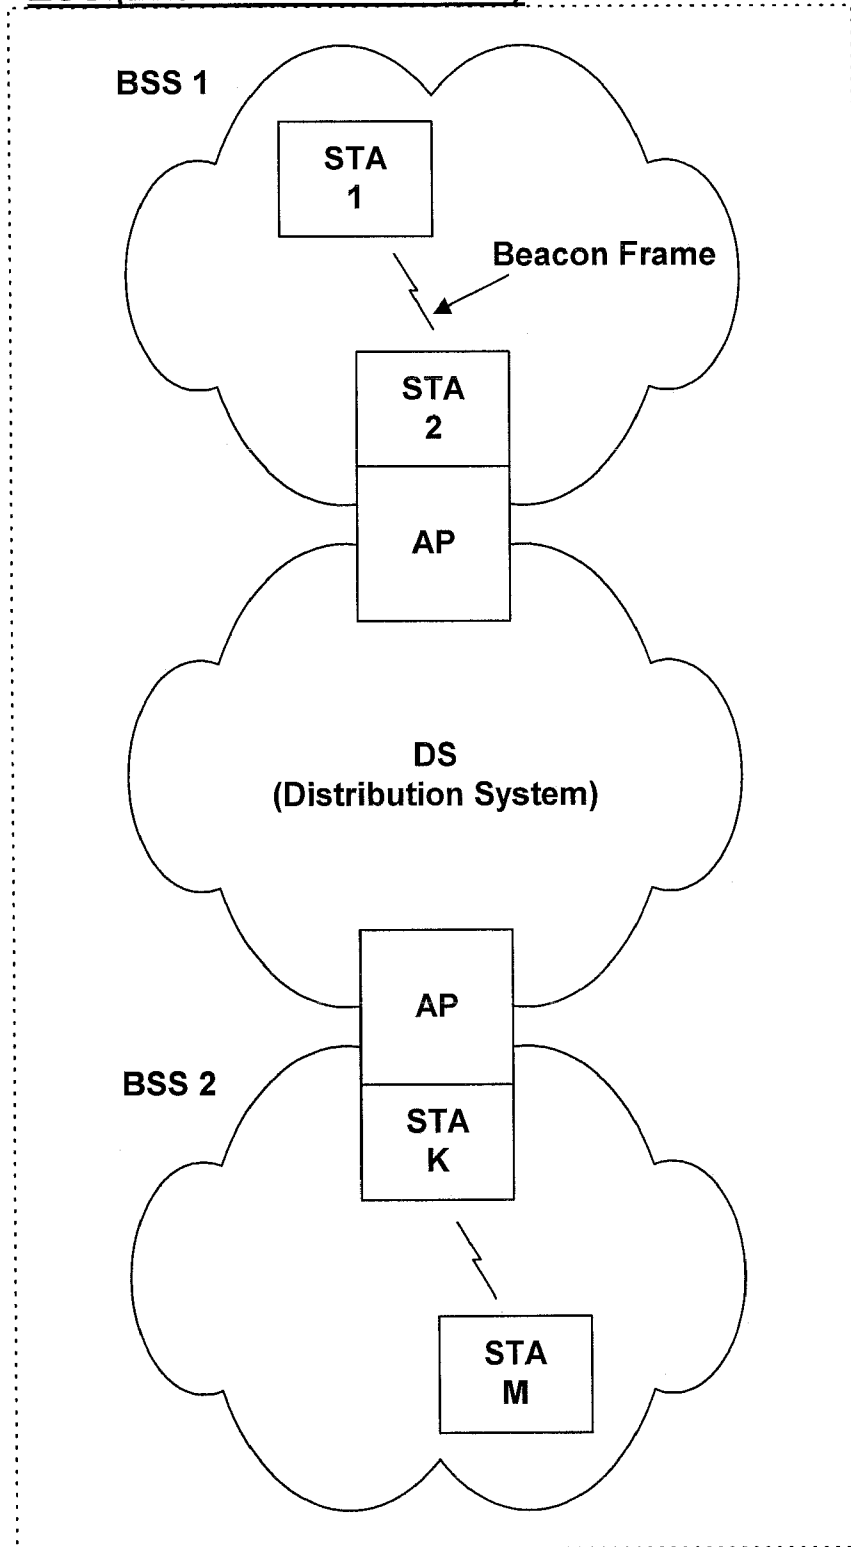 BSS 1
STA
1
Beacon Frame
STA
2
AP
DS
(Distribution System)
AP
BSS 2
STA
K
STA
M